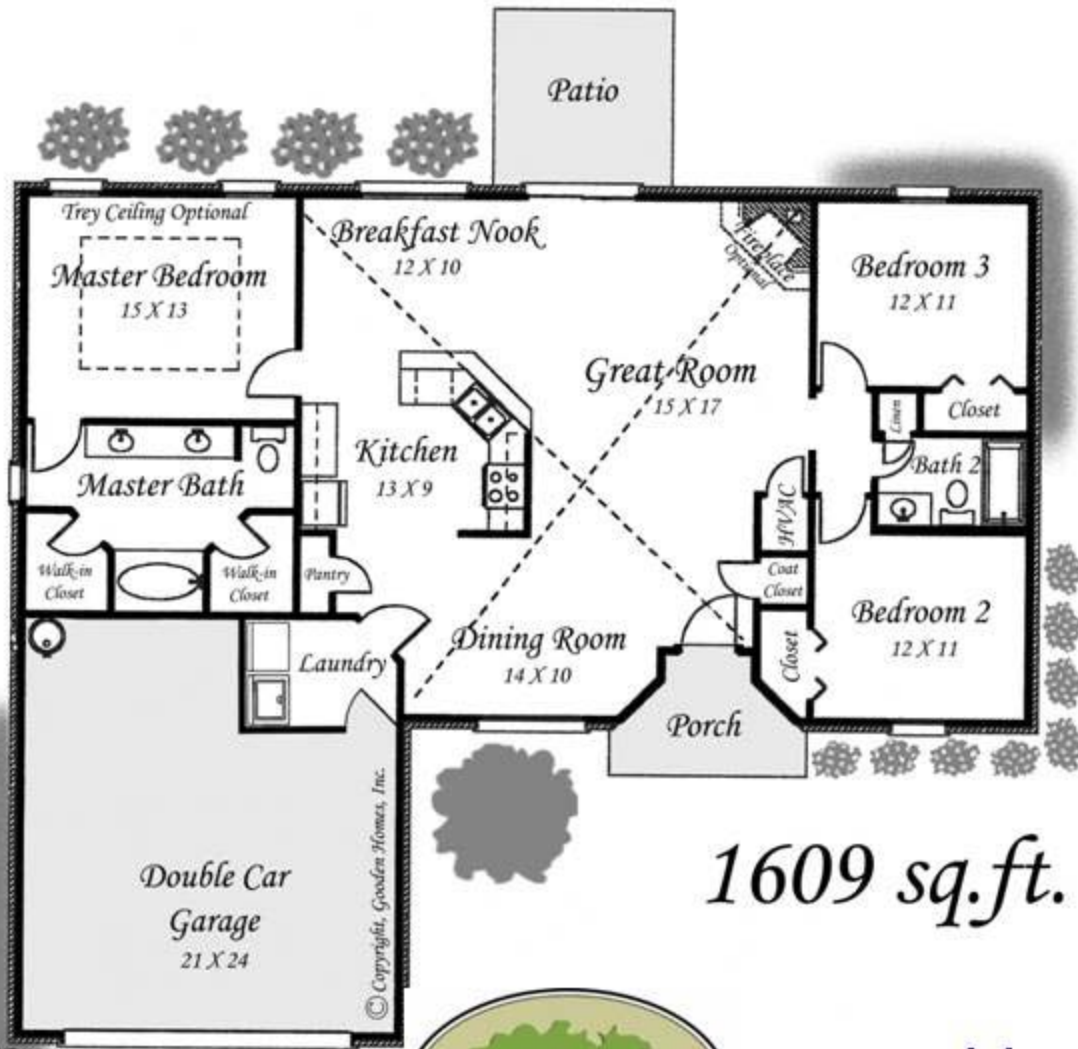 Patio
Trey Ceiling Optional
Master Bedroom
15 X 13
Breakfast Nook
12 X 10
Fireplace
Optional
Bedroom 3
12 X 11
Great Room
15 X 17
Linen
Closet
Kitchen
13 X 9
Master Bath
Bath 2
HVAC
Walk-in
Closet
Walk-in
Closet
Pantry
Coat
Closet
Bedroom 2
12 X 11
Laundry
Dining Room
14 X 10
Closet
Porch
Double Car
Garage
21 X 24
© Copyright, Gooden Homes, Inc.
1609 sq.ft.